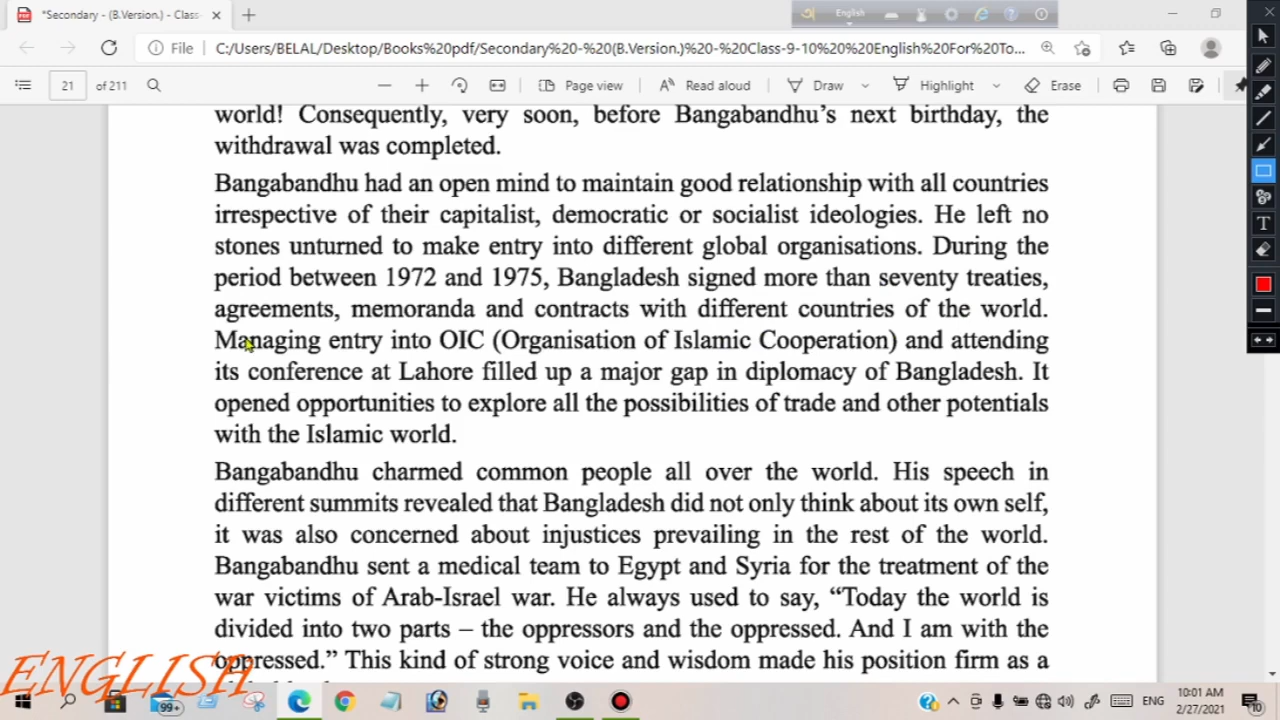 *Secondary - (B.Version.) - Class-
English
File
C:/Users/BELAL/Desktop/Books%20pdf/Secondary%20-%20(B.Version.)%20-%20Class-9-10%20%20English%20For%20To...
21 of 211
Page view
Read aloud
Draw
Highlight
Erase
world! Consequently, very soon, before Bangabandhu's next birthday, the
withdrawal was completed.
Bangabandhu had an open mind to maintain good relationship with all countries
irrespective of their capitalist, democratic or socialist ideologies. He left no
stones unturned to make entry into different global organisations. During the
period between 1972 and 1975, Bangladesh signed more than seventy treaties,
agreements, memoranda and contracts with different countries of the world.
Managing entry into OIC (Organisation of Islamic Cooperation) and attending
its conference at Lahore filled up a major gap in diplomacy of Bangladesh. It
opened opportunities to explore all the possibilities of trade and other potentials
with the Islamic world.
Bangabandhu charmed common people all over the world. His speech in
different summits revealed that Bangladesh did not only think about its own self,
it was also concerned about injustices prevailing in the rest of the world.
Bangabandhu sent a medical team to Egypt and Syria for the treatment of the
war victims of Arab-Israel war. He always used to say, “Today the world is
divided into two parts – the oppressors and the oppressed. And I am with the
oppressed.” This kind of strong voice and wisdom made his position firm as a
ENGLISH
99+
ENG
10:01 AM
2/27/2021
10